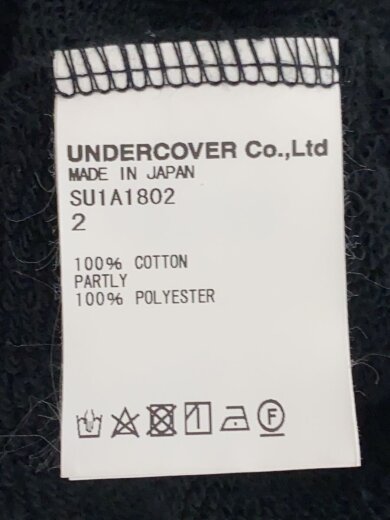 UNDERCOVER Co.,Ltd
MADE IN JAPAN
SU1A1802
2
100% COTTON
PARTLY
100% POLYESTER
F